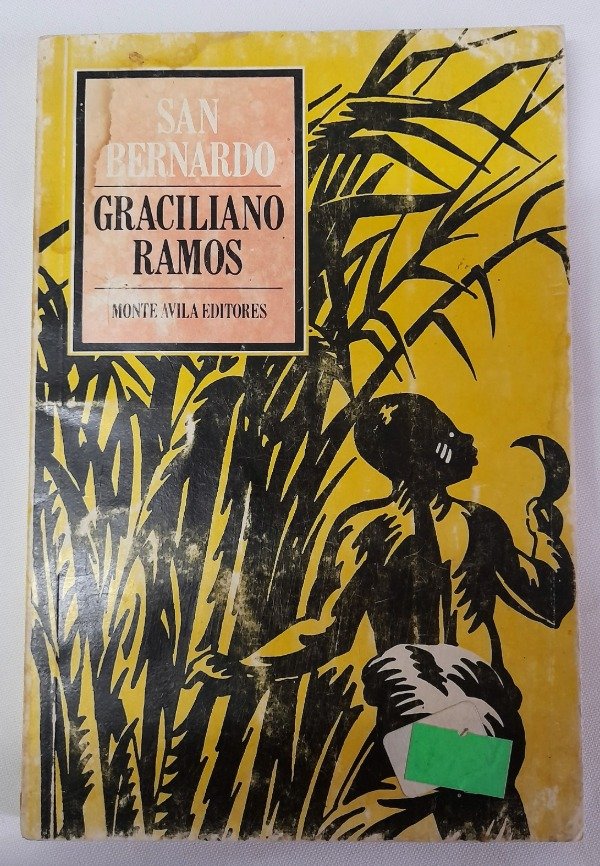 SAN
BERNARDO
GRACILIANO
RAMOS
MONTE AVILA EDITORES